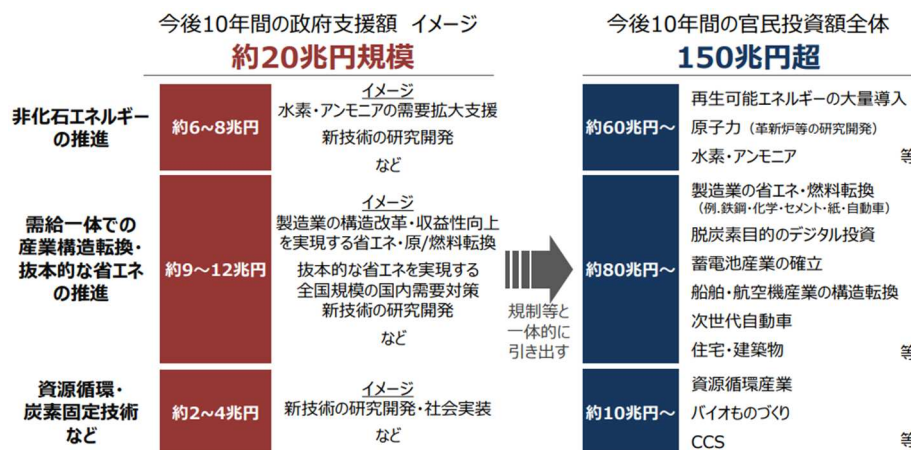 今後10年間の政府支援額 イメージ
約20兆円規模
今後10年間の官民投資額全体
150兆円超
非化石エネルギー
の推進
約6~8兆円
イメージ
水素・アンモニアの需要拡大支援
新技術の研究開発
など
約60兆円~
再生可能エネルギーの大量導入
原子力（革新炉等の研究開発）
水素・アンモニア 等
需給一体での
産業構造転換・
抜本的な省エネ
の推進
約9~12兆円
イメージ
製造業の構造改革・収益性向上
を実現する省エネ・原/燃料転換
抜本的な省エネを実現する
全国規模の国内需要対策
新技術の研究開発
など
規制等と
一体的に
引き出す
約80兆円~
製造業の省エネ・燃料転換
（例.鉄鋼・化学・セメント・紙・自動車）
脱炭素目的のデジタル投資
蓄電池産業の確立
船舶・航空機産業の構造転換
次世代自動車
住宅・建築物 等
資源循環・
炭素固定技術
など
約2~4兆円
イメージ
新技術の研究開発・社会実装
など
約10兆円~
資源循環産業
バイオものづくり
CCS 等